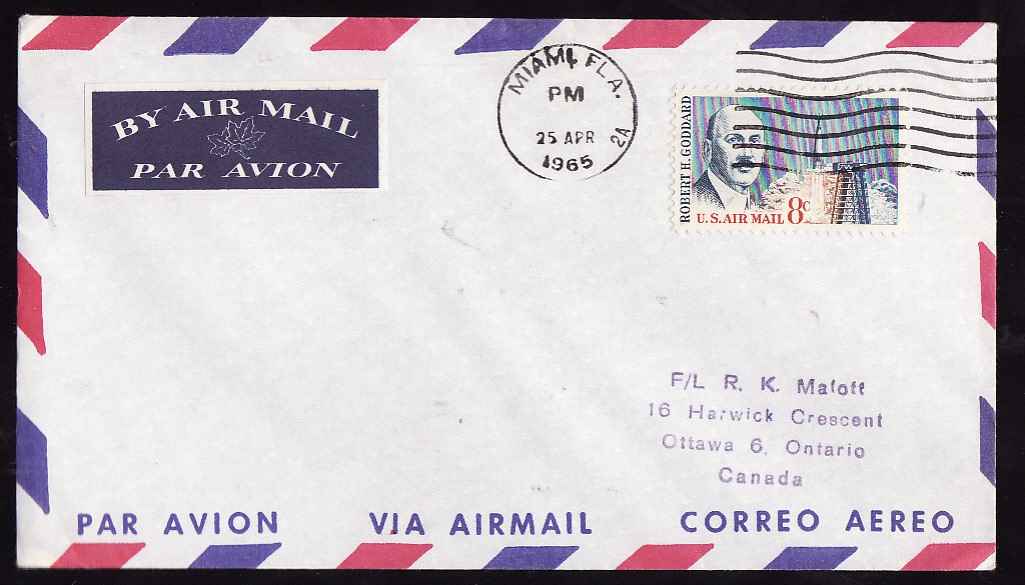 BY AIR MAIL
PAR AVION
MIAMI, FLA.
PM
25 APR
1965
2A
ROBERT H. GODDARD
U.S. AIR MAIL 8c
F/L R. K. Malott
16 Harwick Crescent
Ottawa 6, Ontario
Canada
PAR AVION VIA AIRMAIL CORREO AEREO